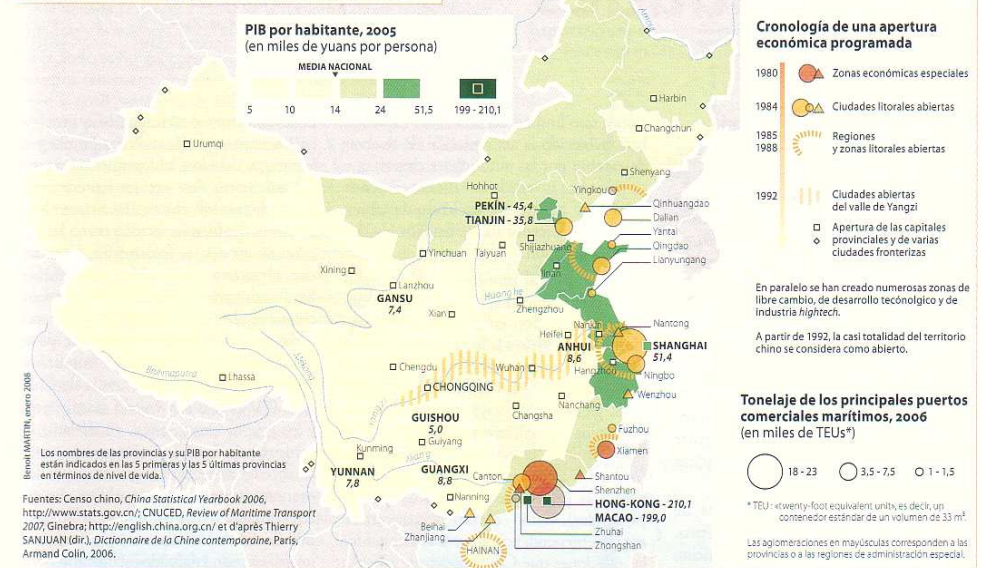 PIB por habitante, 2005
(en miles de yuans por persona)
MEDIA NACIONAL
5 10 14 24 51,5 199 - 210,1
Cronología de una apertura
económica programada
1980 Zonas económicas especiales
1984 Ciudades litorales abiertas
1985 Regiones
1988 y zonas litorales abiertas
1992 Ciudades abiertas
del valle de Yangzi
Apertura de las capitales
provinciales y de varias
ciudades fronterizas
En paralelo se han creado numerosas zonas de
libre cambio, de desarrollo tecónologico y de
industria hightech.
A partir de 1992, la casi totalidad del territorio
chino se considera como abierto.
Tonelaje de los principales puertos
comerciales marítimos, 2006
(en miles de TEUs*)
18 - 23 3,5 - 7,5 1 - 1,5
* TEU : «twenty-foot equivalent unit», es decir, un
contenedor estándar de un volumen de 33 m³
Las aglomeraciones en mayúsculas corresponden a las
provincias o a las regiones de administración especial.
Amour
Harbin
Changchun
Urumqi
Shenyang
Hohhot
Yingkou
PEKÍN - 45,4
Qinhuangdao
TIANJIN - 35,8
Dalian
Yantai
Shijiazhuang
Qingdao
Yinchuan
Taiyuan
Lianyungang
Jinan
Xining
Lanzhou
Huang he
GANSU
7,4
Zhengzhou
Xian
Nanjin
Nantong
Heifei
ANHUI
8,6
SHANGHAI
51,4
Mékong
Brahmaputra
Lhassa
Chengdu
Wuhan
Hangzhou
Ningbo
CHONGQING
Yangzi
Wenzhou
Nanchang
Changsha
GUISHOU
5,0
Fuzhou
Guiyang
Xiamen
Kunming
Xiang
YUNNAN
7,8
GUANGXI
8,8
Canton
Shantou
Shenzhen
Nanning
HONG-KONG - 210,1
MACAO - 199,0
Beihai
Zhuhai
Zhanjiang
Zhongshan
HAINAN
Benoit MARTIN, enero 2008
Los nombres de las provincias y su PIB por habitante
están indicados en las 5 primeras y las 5 últimas provincias
en términos de nivel de vida.
Fuentes: Censo chino, China Statistical Yearbook 2006,
http://www.stats.gov.cn/; CNUCED, Review of Maritime Transport
2007, Ginebra; http://english.china.org.cn/ et d'après Thierry
SANJUAN (dir.), Dictionnaire de la Chine contemporaine, Paris,
Armand Colin, 2006.